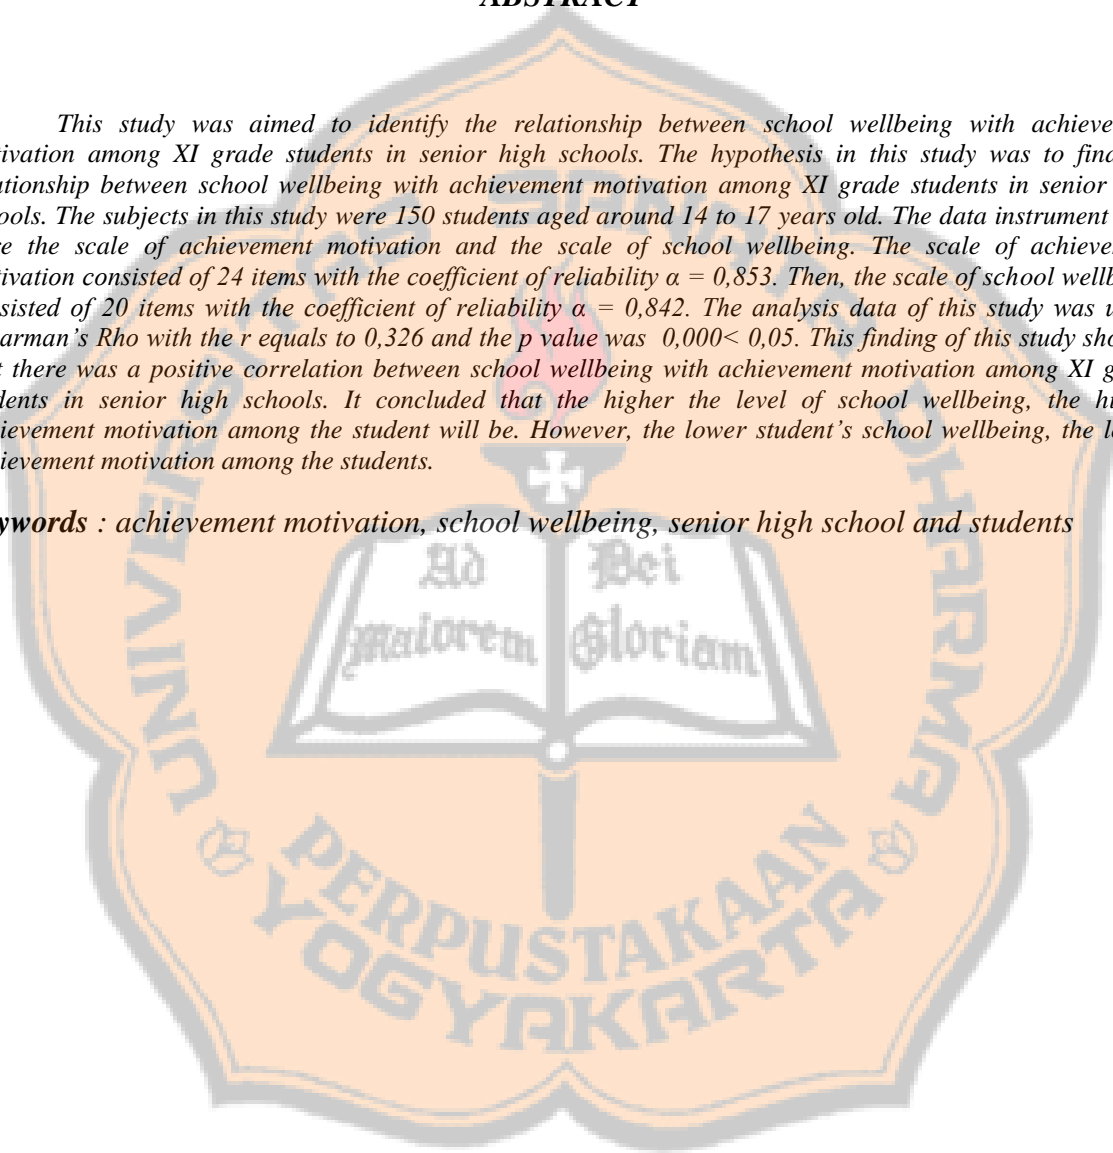 ABSTRACT
This study was aimed to identify the relationship between school wellbeing with achieve
tivation among XI grade students in senior high schools. The hypothesis in this study was to find
ationship between school wellbeing with achievement motivation among XI grade students in senior
ools. The subjects in this study were 150 students aged around 14 to 17 years old. The data instrument
re the scale of achievement motivation and the scale of school wellbeing. The scale of achieve
tivation consisted of 24 items with the coefficient of reliability α = 0,853. Then, the scale of school wellb
sisted of 20 items with the coefficient of reliability α = 0,842. The analysis data of this study was u
arman's Rho with the r equals to 0,326 and the p value was 0,000< 0,05. This finding of this study sho
t there was a positive correlation between school wellbeing with achievement motivation among XI g
dents in senior high schools. It concluded that the higher the level of school wellbeing, the hi
ievement motivation among the student will be. However, the lower student's school wellbeing, the l
ievement motivation among the students.
ywords : achievement motivation, school wellbeing, senior high school and students
UNIVERSITAS SANATA DHARMA
Ad
maiorem
Dei
Gloriam
PERPUSTAKAAN
YOGYAKARTA